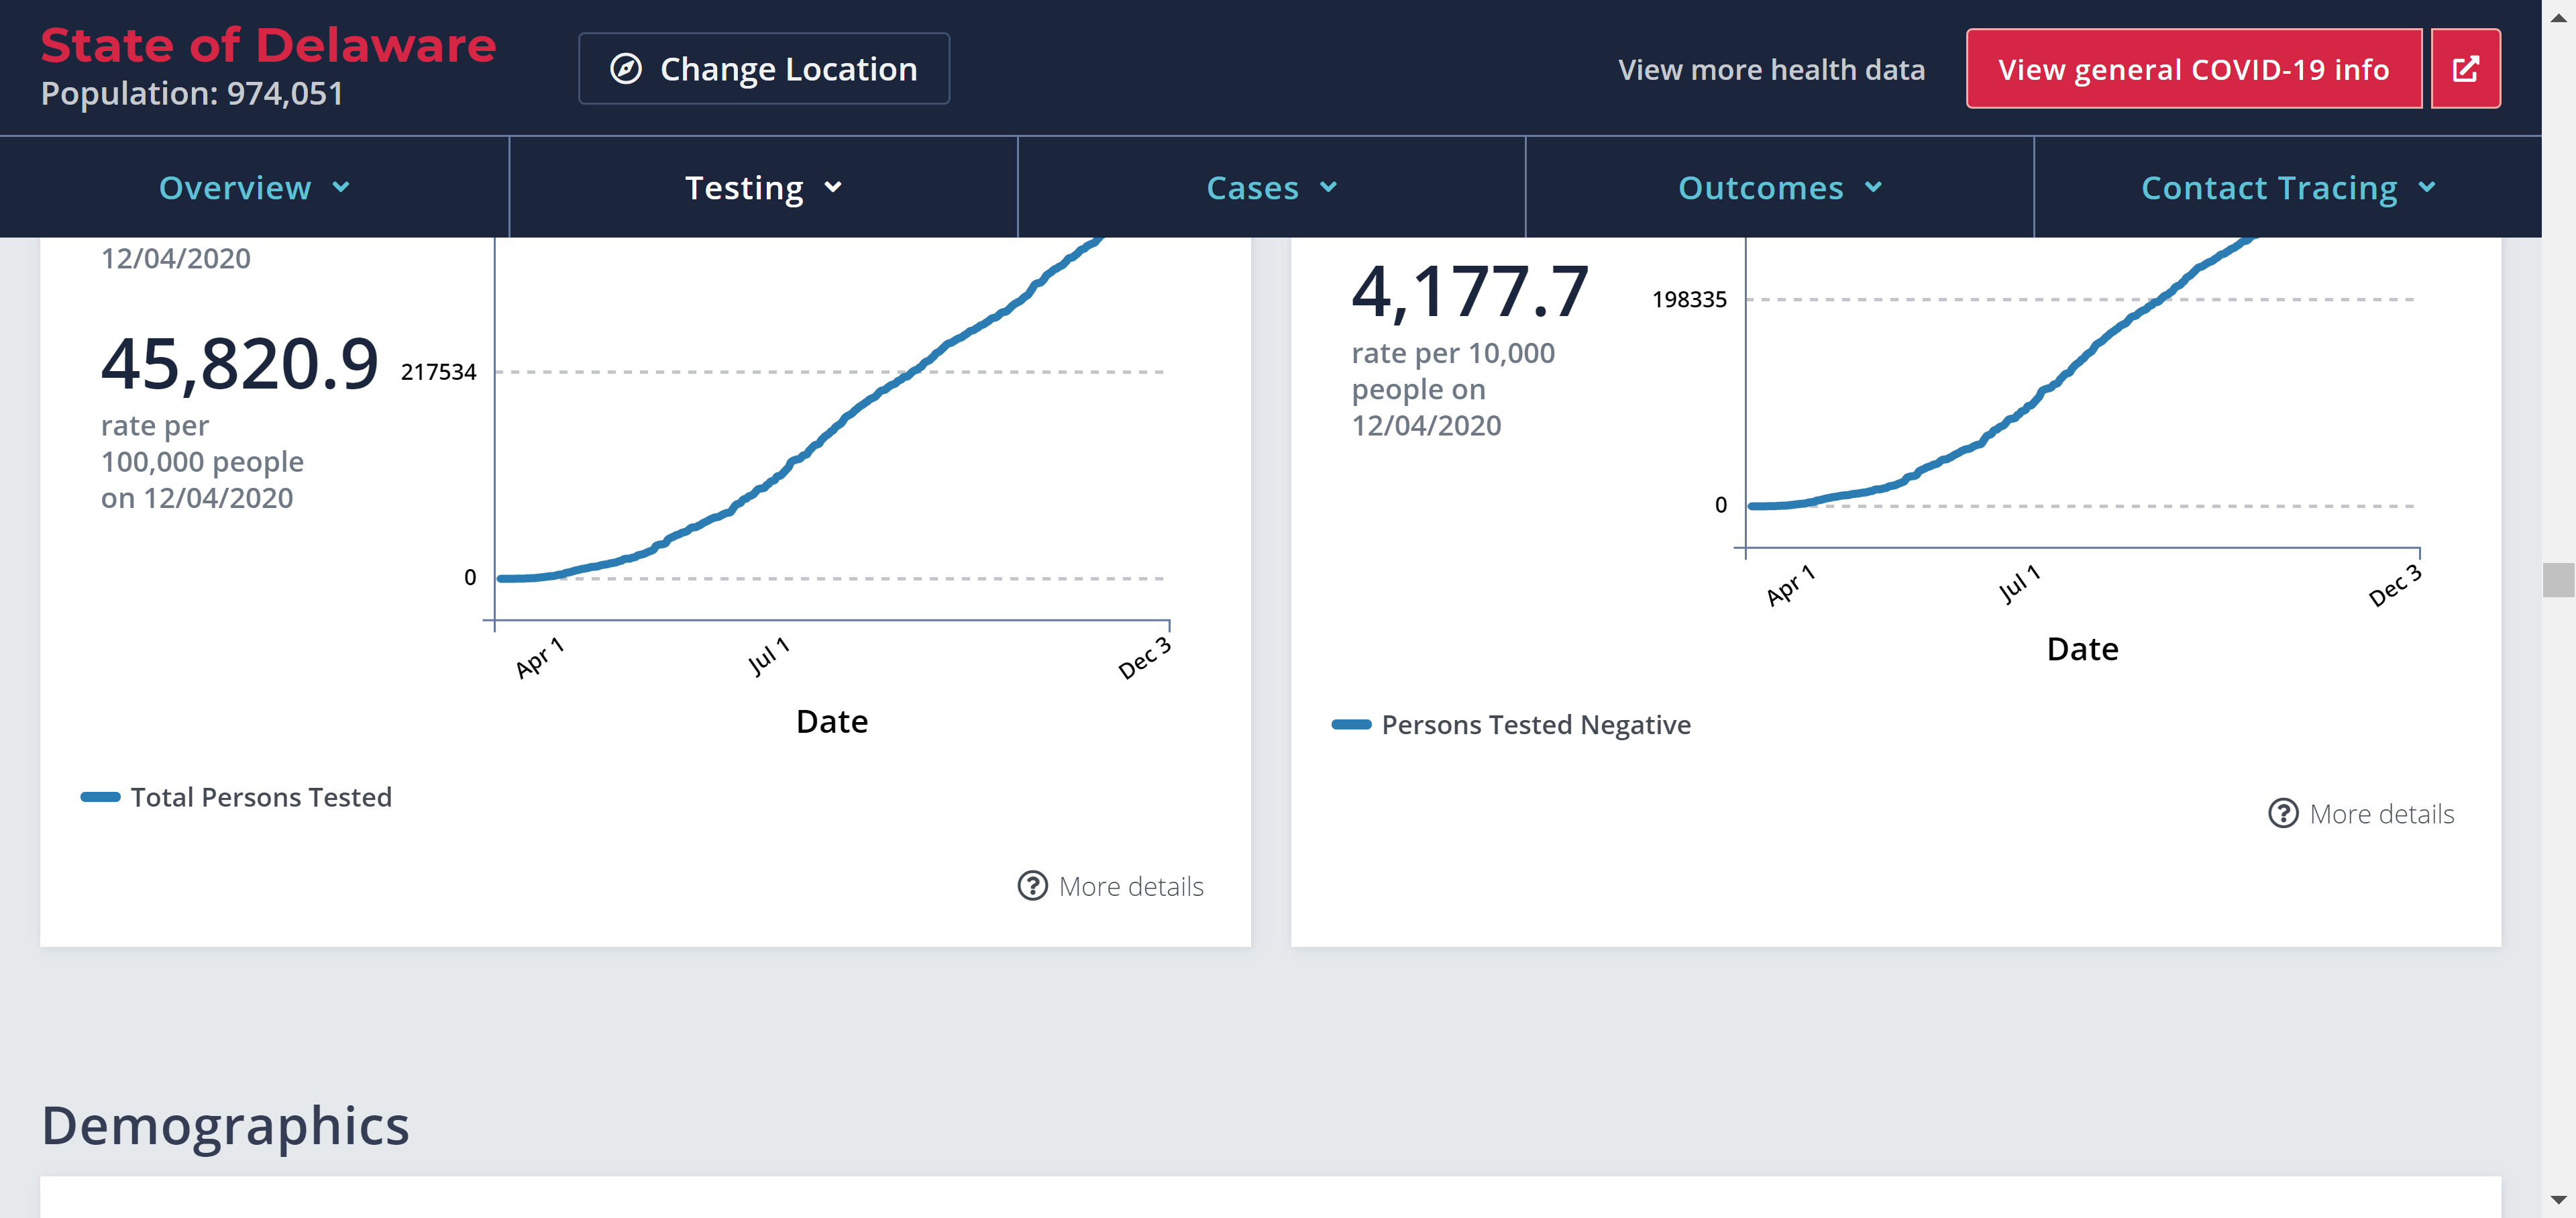 State of Delaware
Population: 974,051
Change Location
View more health data
View general COVID-19 info
Overview
Testing
Cases
Outcomes
Contact Tracing
12/04/2020
45,820.9
rate per
100,000 people
on 12/04/2020
217534
0
Apr 1
Jul 1
Dec 3
Date
Total Persons Tested
More details
4,177.7
rate per 10,000
people on
12/04/2020
198335
0
Apr 1
Jul 1
Dec 3
Date
Persons Tested Negative
More details
Demographics